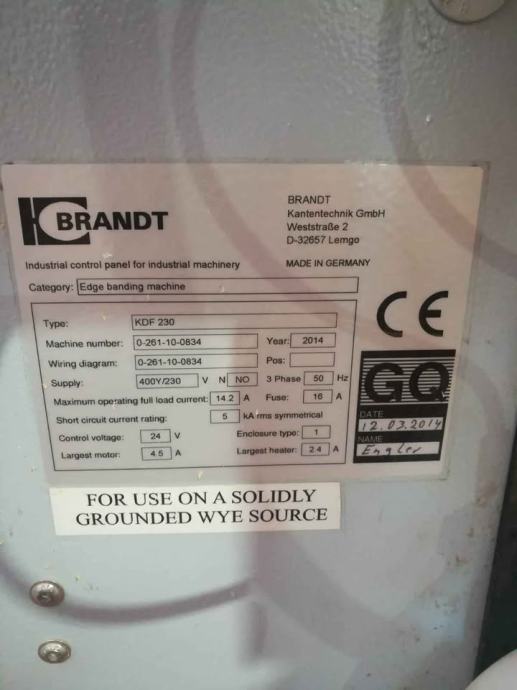 BRANDT
BRANDT
Kantentechnik GmbH
Weststraße 2
D-32657 Lemgo
Industrial control panel for industrial machinery
MADE IN GERMANY
Category: Edge banding machine
CE
Type: KDF 230
Machine number: 0-261-10-0834 Year: 2014
Wiring diagram: 0-261-10-0834 Pos:
Supply: 400Y/230 V N NO 3 Phase 50 Hz
Maximum operating full load current: 14.2 A Fuse: 16 A
Short circuit current rating: 5 kA rms symmetrical
Control voltage: 24 V Enclosure type: 1
Largest motor: 4.5 A Largest heater: 2.4 A
GQ
DATE
12.03.2014
NAME
Engler
FOR USE ON A SOLIDLY
GROUNDED WYE SOURCE